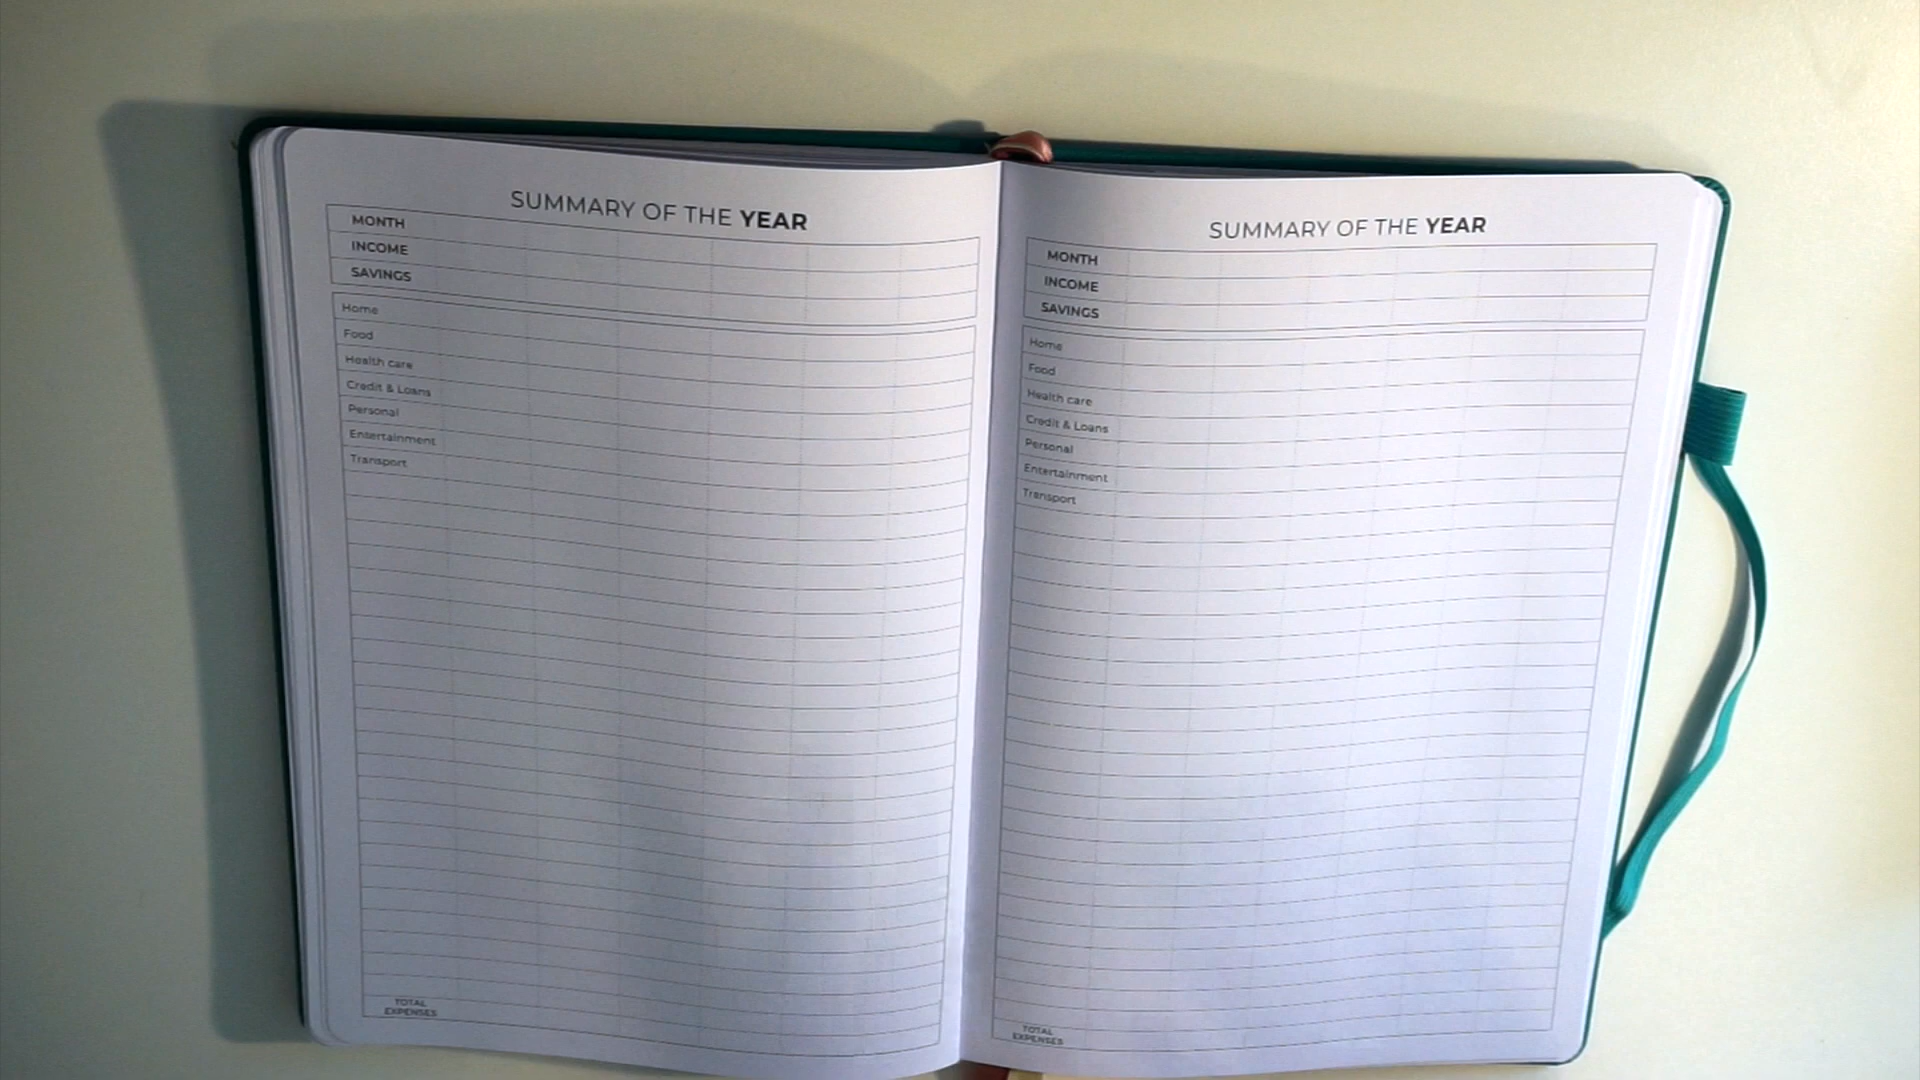 SUMMARY OF THE YEAR
MONTH
INCOME
SAVINGS
Home
Food
Health care
Credit & Loans
Personal
Entertainment
Transport
TOTAL
EXPENSES
SUMMARY OF THE YEAR
MONTH
INCOME
SAVINGS
Home
Food
Health care
Credit & Loans
Personal
Entertainment
Transport
TOTAL
EXPENSES